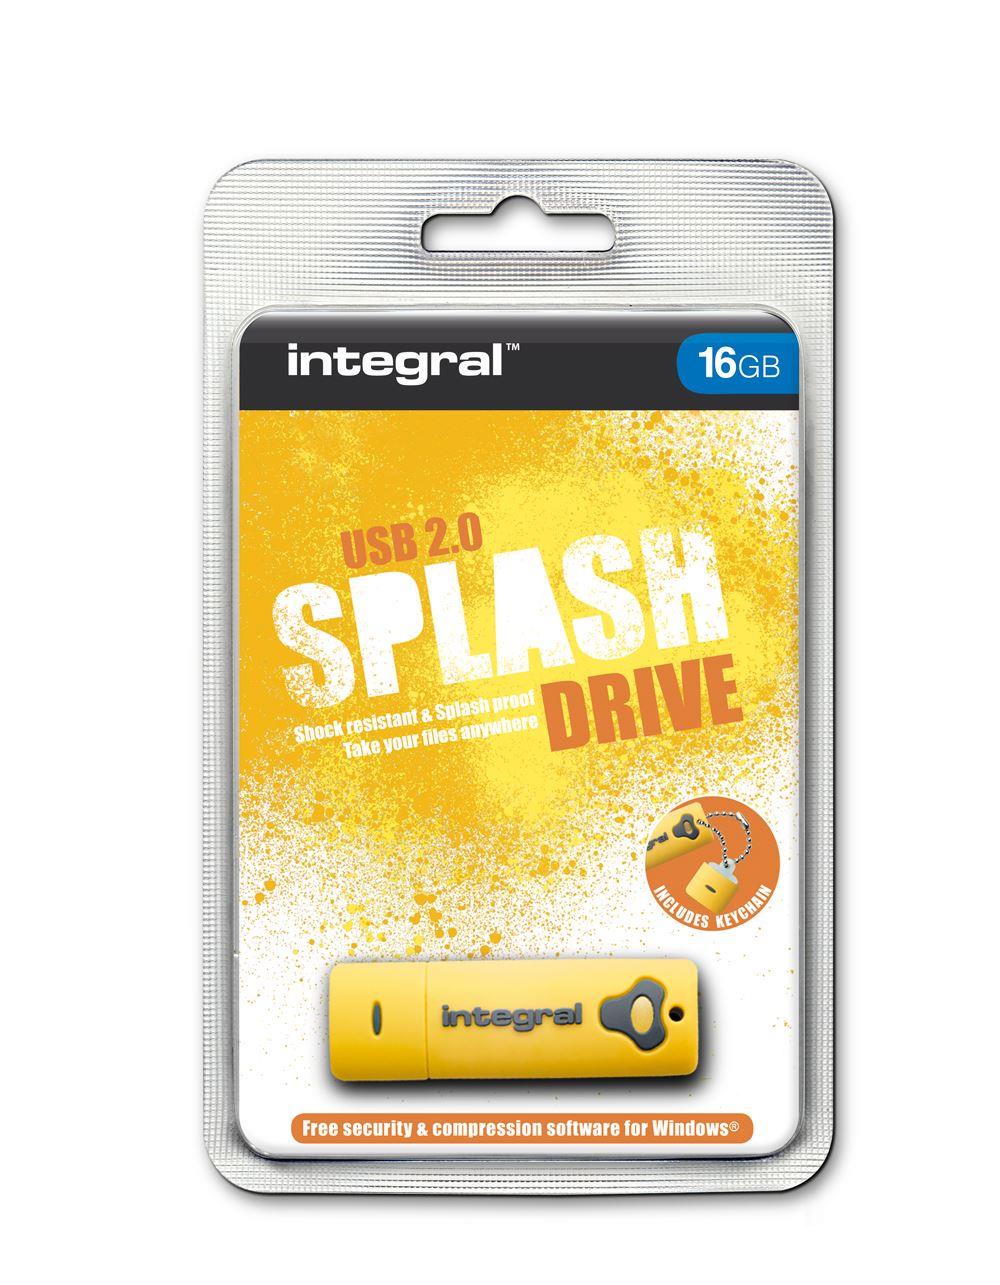 integral™
16GB
USB 2.0
SPLASH
DRIVE
Shock resistant & Splash proof
Take your files anywhere
gral
INCLUDES KEYCHAIN
integral
Free security & compression software for Windows®